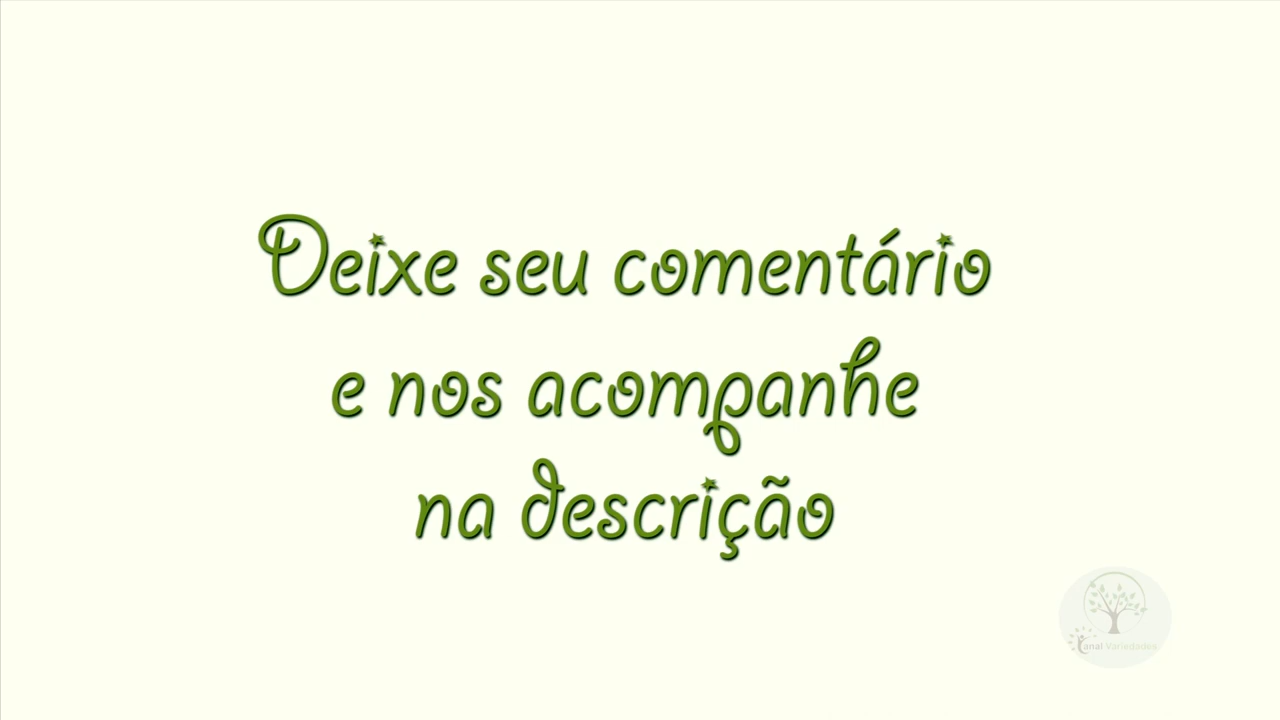 Deixe seu comentário
e nos acompanhe
na descrição
Canal Variedades